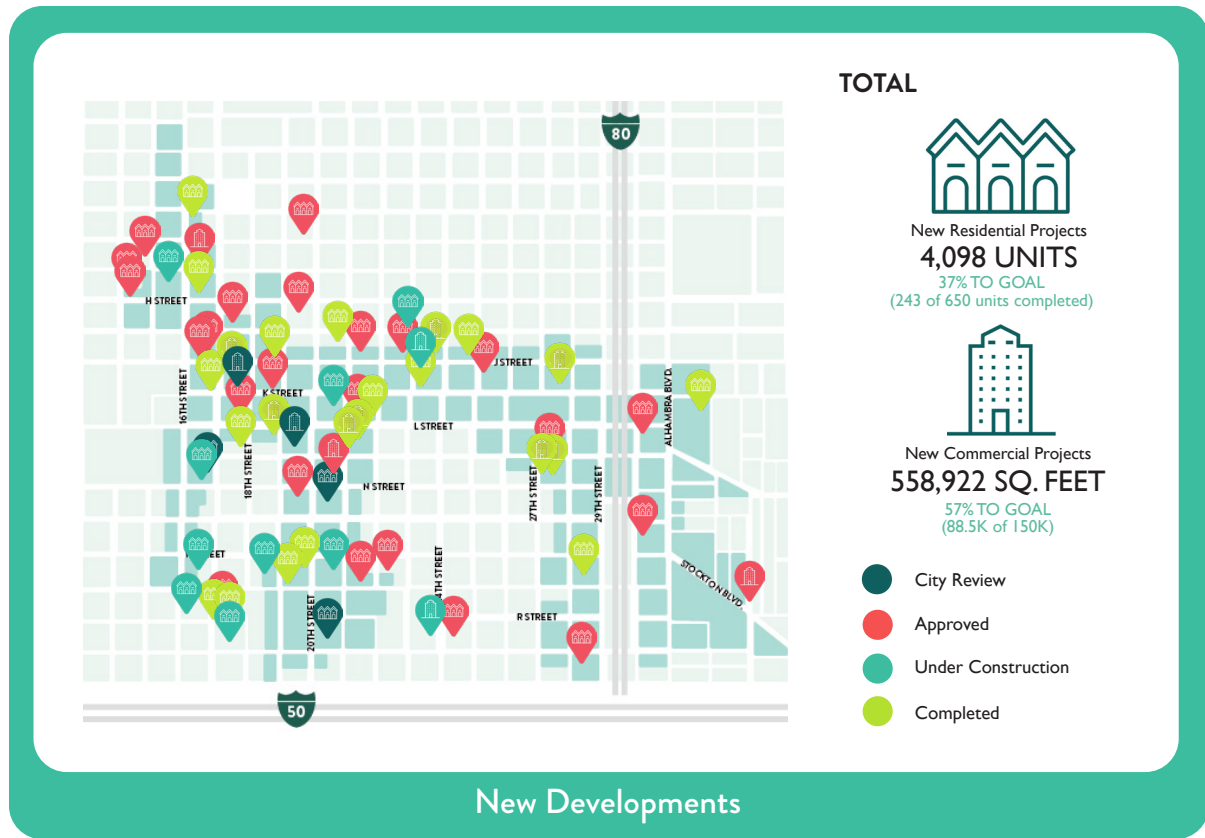 TOTAL
80
New Residential Projects
4,098 UNITS
37% TO GOAL
(243 of 650 units completed)
H STREET
J STREET
16TH STREET
K STREET
ALHAMBRA BLVD.
L STREET
18TH STREET
N STREET
27TH STREET
29TH STREET
New Commercial Projects
558,922 SQ. FEET
57% TO GOAL
(88.5K of 150K)
STREET
4TH STREET
STOCKTON BLVD.
20TH STREET
R STREET
50
City Review
Approved
Under Construction
Completed
New Developments